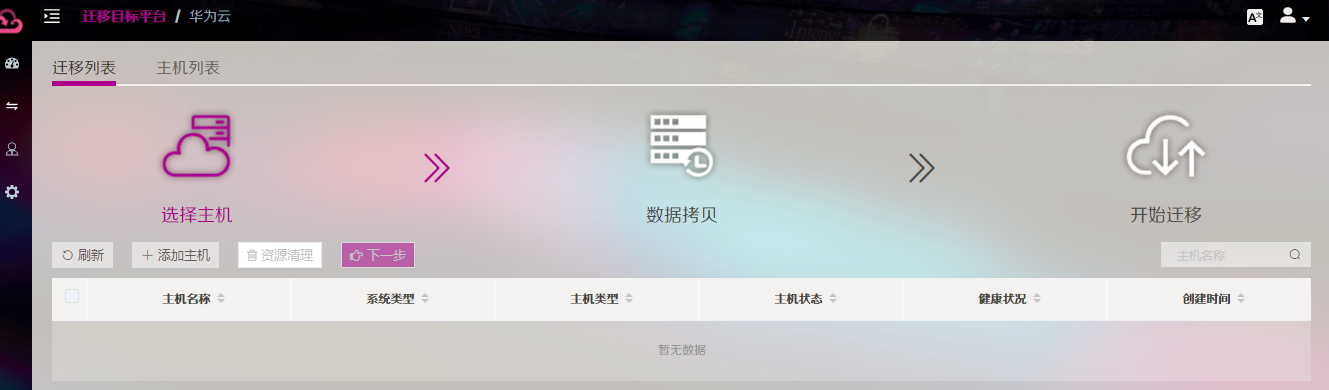 迁移目标平台 / 华为云
迁移列表 主机列表
选择主机 数据拷贝 开始迁移
刷新 添加主机 资源清理 下一步 主机名称
主机名称 系统类型 主机类型 主机状态 健康状况 创建时间
暂无数据